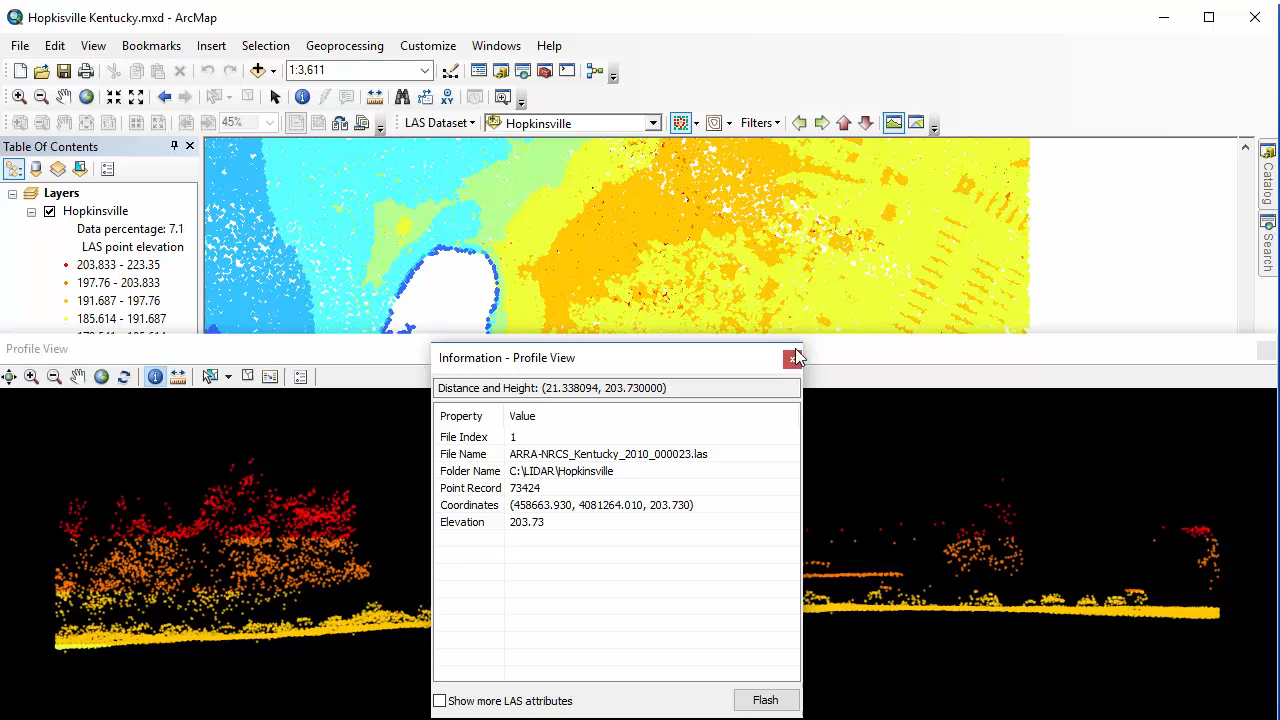 Hopkisville Kentucky.mxd - ArcMap
File Edit View Bookmarks Insert Selection Geoprocessing Customize Windows Help
1:3,611
45% LAS Dataset Hopkinsville Filters
Table Of Contents
Layers
Hopkinsville
Data percentage: 7.1
LAS point elevation
203.833 - 223.35
197.76 - 203.833
191.687 - 197.76
185.614 - 191.687
Catalog
Search
Profile View
Information - Profile View
Distance and Height: (21.338094, 203.730000)
Property Value
File Index 1
File Name ARRA-NRCS_Kentucky_2010_000023.las
Folder Name C:\LIDAR\Hopkinsville
Point Record 73424
Coordinates (458663.930, 4081264.010, 203.730)
Elevation 203.73
Show more LAS attributes Flash